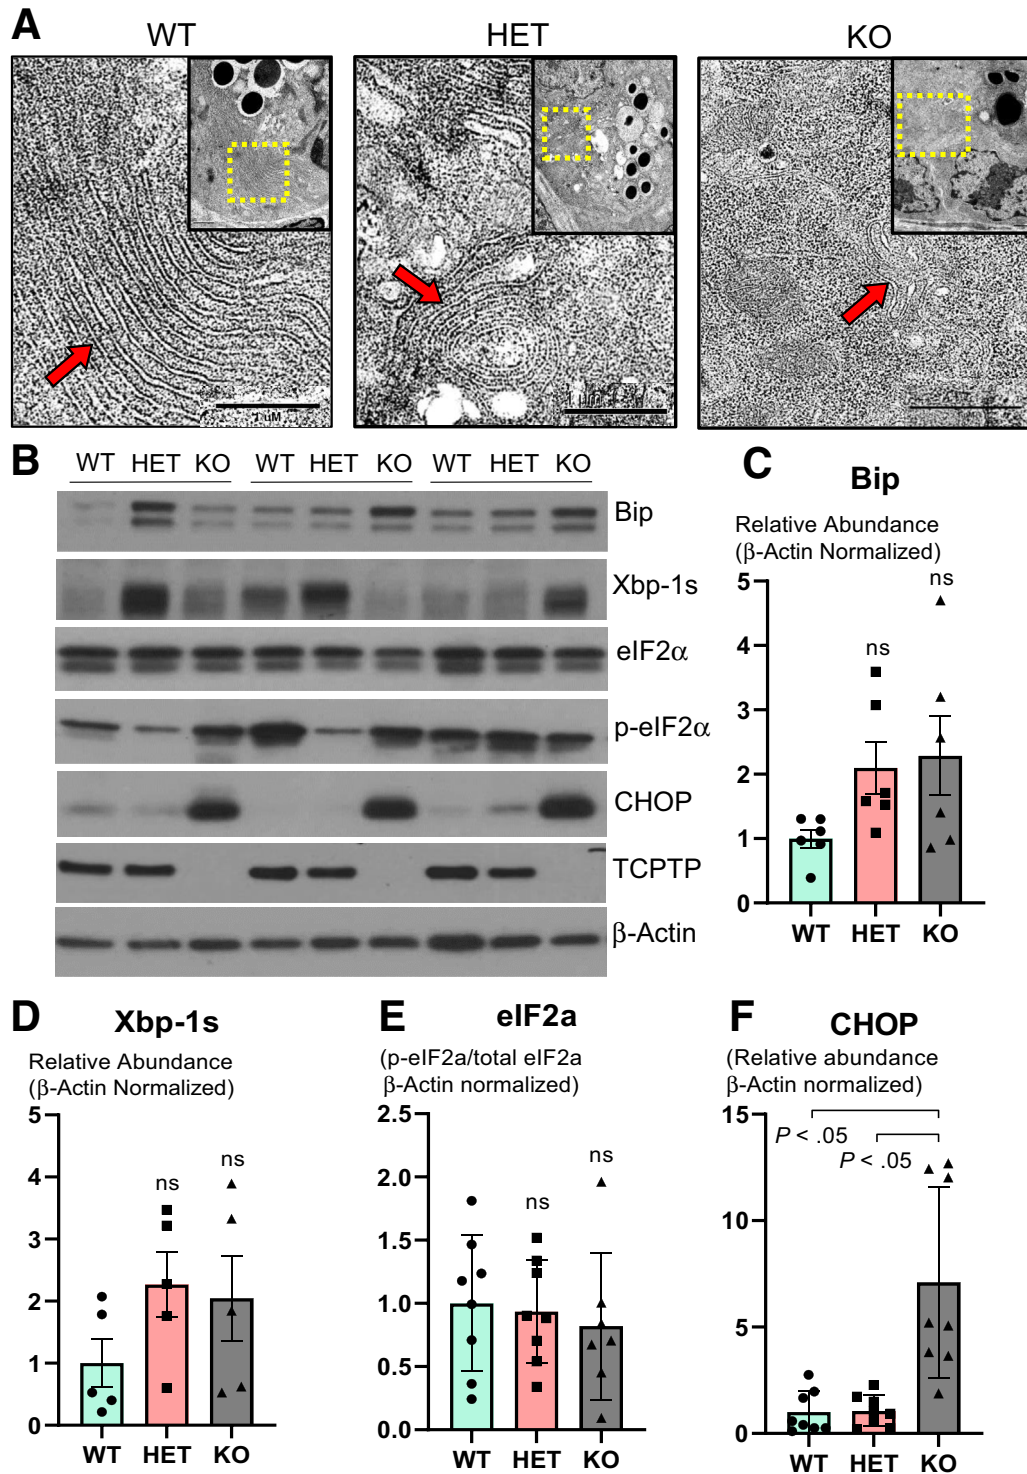 A
WT HET KO
1 uM
B
WT HET KO WT HET KO WT HET KO
Bip
Xbp-1s
eIF2α
p-eIF2α
CHOP
TCPTP
β-Actin
C
Bip
Relative Abundance
(β-Actin Normalized)
5
4
3
2
1
0
ns
ns
WT HET KO
D
Xbp-1s
Relative Abundance
(β-Actin Normalized)
5
4
3
2
1
0
ns
ns
WT HET KO
E
eIF2a
(p-eIF2a/total eIF2a
β-Actin normalized)
2.5
2.0
1.5
1.0
0.5
0.0
ns
ns
WT HET KO
F
CHOP
(Relative abundance
β-Actin normalized)
15
10
5
0
P < .05
P < .05
WT HET KO